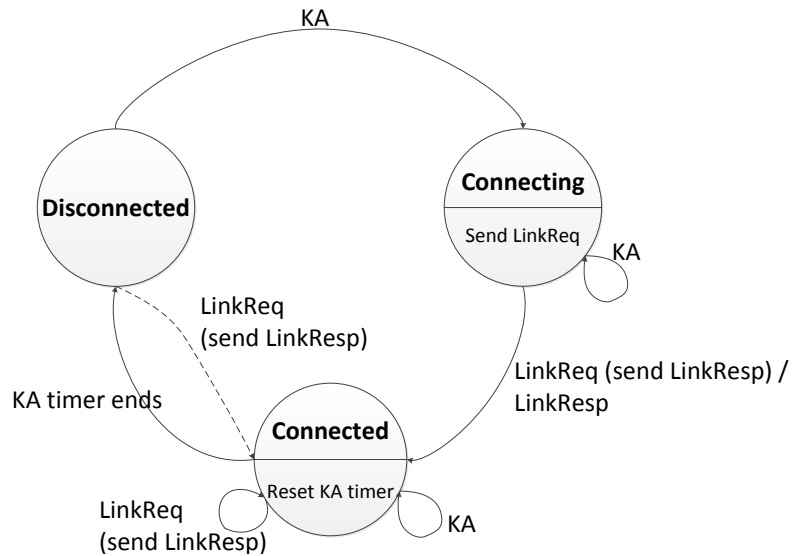 KA
Disconnected
Connecting
Send LinkReq
KA
LinkReq
(send LinkResp)
LinkReq (send LinkResp) /
LinkResp
KA timer ends
Connected
Reset KA timer
LinkReq
(send LinkResp)
KA